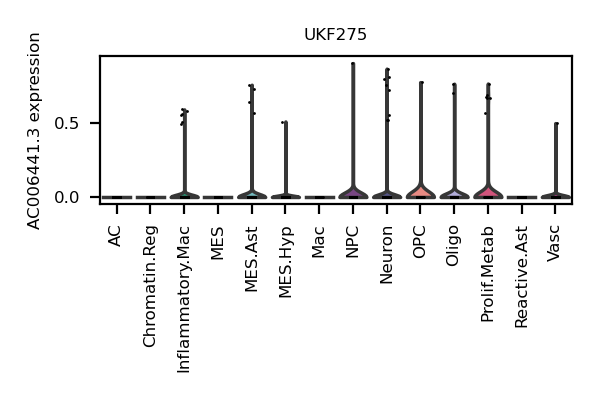 UKF275
AC006441.3 expression
0.5
0.0
AC
Chromatin.Reg
Inflammatory.Mac
MES
MES.Ast
MES.Hyp
Mac
NPC
Neuron
OPC
Oligo
Prolif.Metab
Reactive.Ast
Vasc